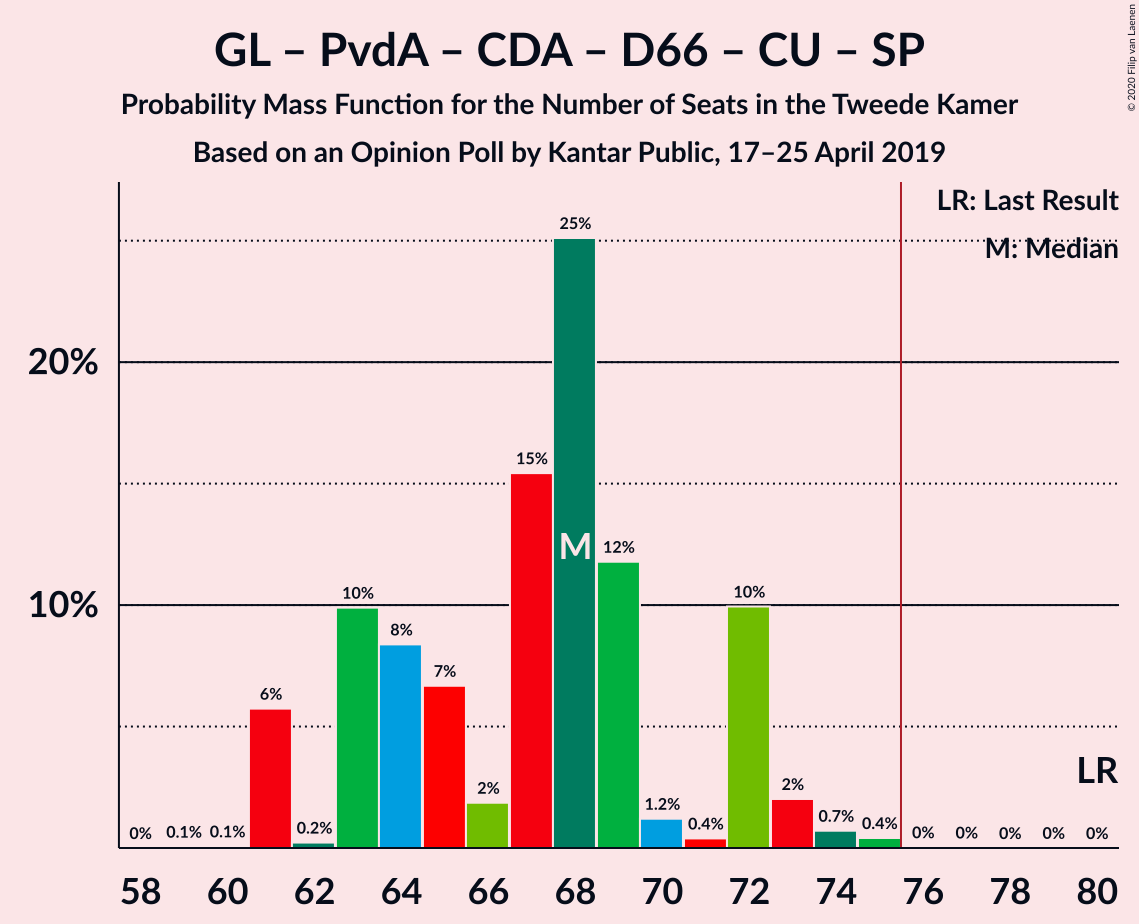 GL – PvdA – CDA – D66 – CU – SP
Probability Mass Function for the Number of Seats in the Tweede Kamer
Based on an Opinion Poll by Kantar Public, 17–25 April 2019
© 2020 Filip van Laenen
LR: Last Result
M: Median
20%
10%
0%
0.1%
0.1%
6%
0.2%
10%
8%
7%
2%
15%
25%
12%
1.2%
0.4%
10%
2%
0.7%
0.4%
0%
0%
0%
0%
0%
M
LR
58 60 62 64 66 68 70 72 74 76 78 80